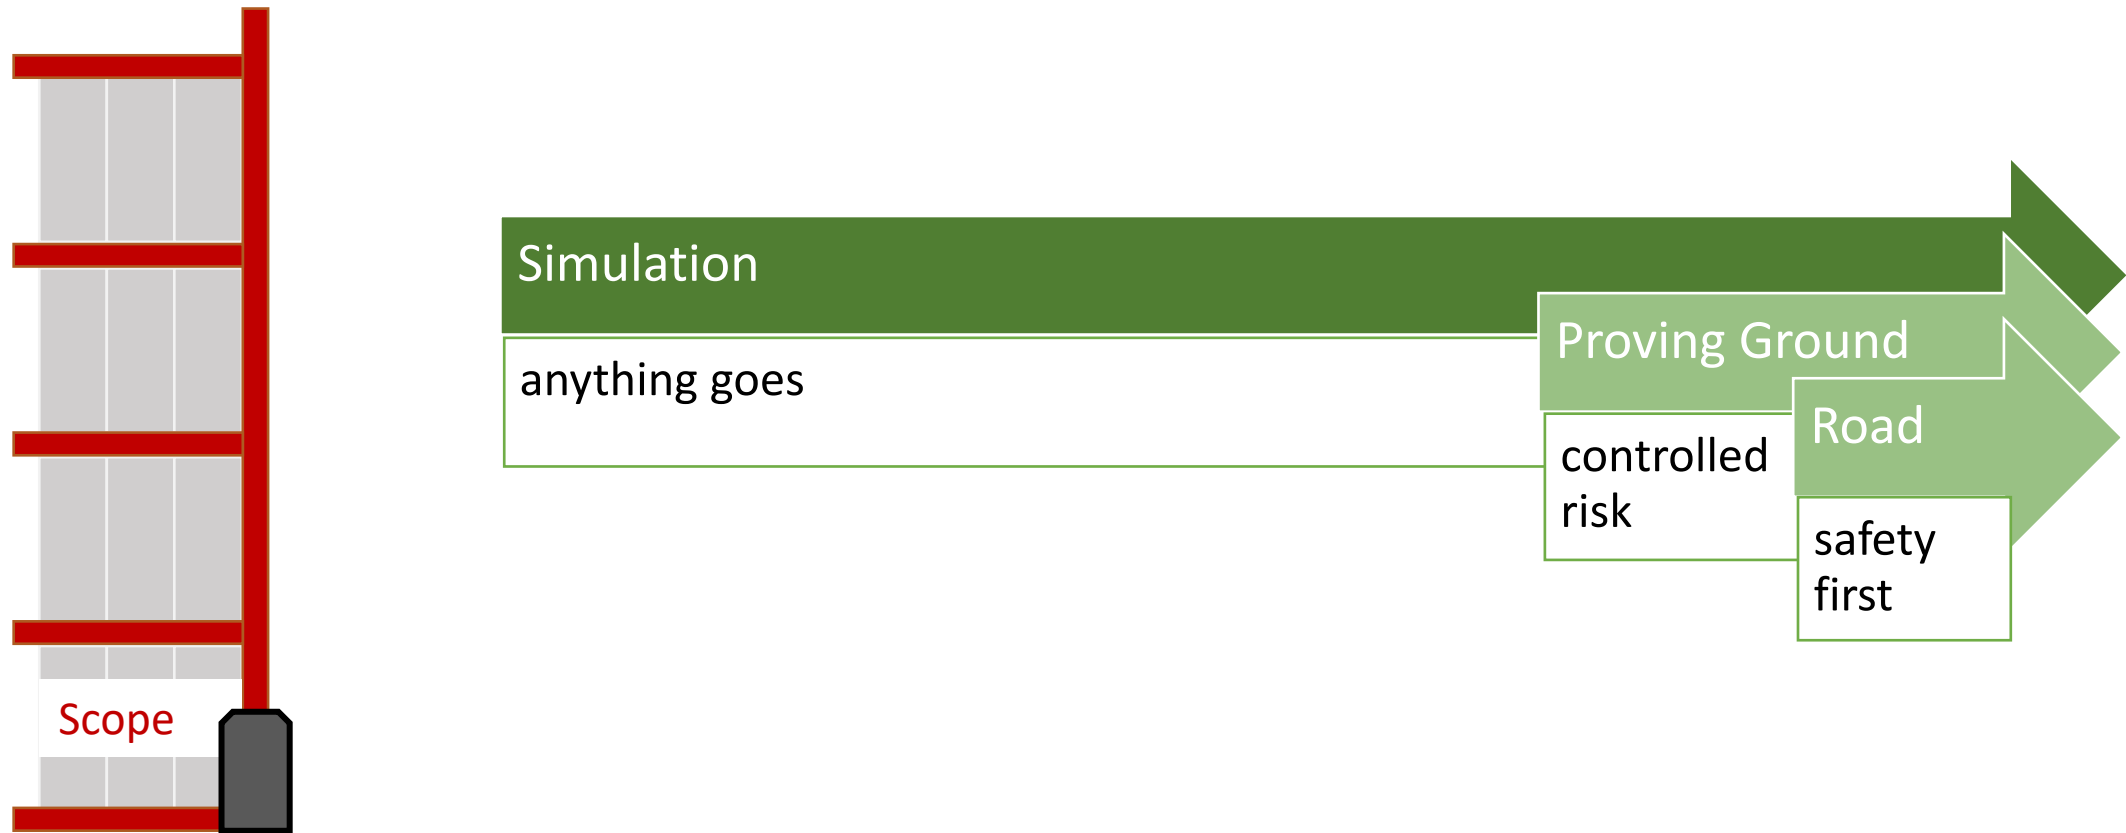 Simulation
anything goes
Proving Ground
controlled
risk
Road
safety
first
Scope